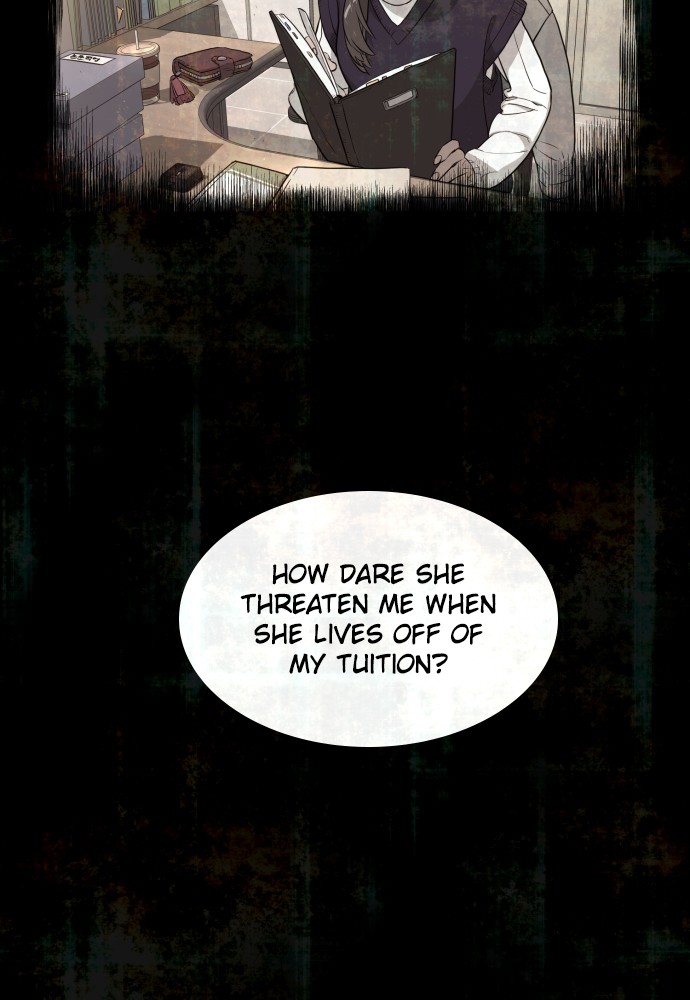 HOW DARE SHE
THREATEN ME WHEN
SHE LIVES OFF OF
MY TUITION?